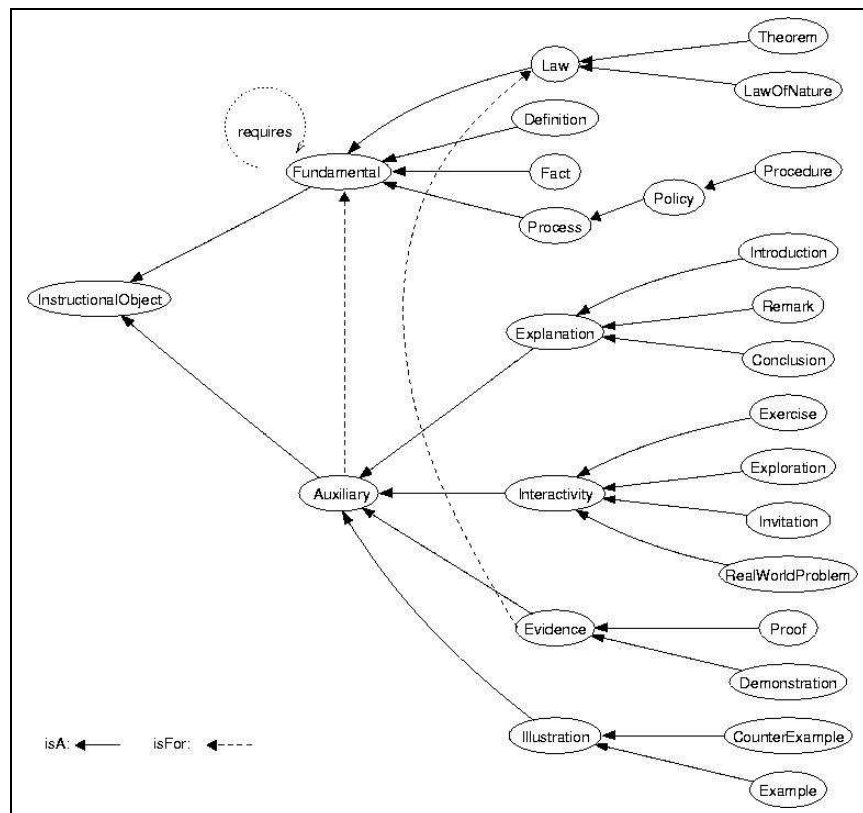 Theorem
Law
LawOfNature
Definition
requires
Fundamental
Fact
Procedure
Policy
Process
Introduction
InstructionalObject
Remark
Explanation
Conclusion
Exercise
Exploration
Auxiliary
Interactivity
Invitation
RealWorldProblem
Evidence
Proof
Demonstration
isA:
isFor:
Illustration
CounterExample
Example